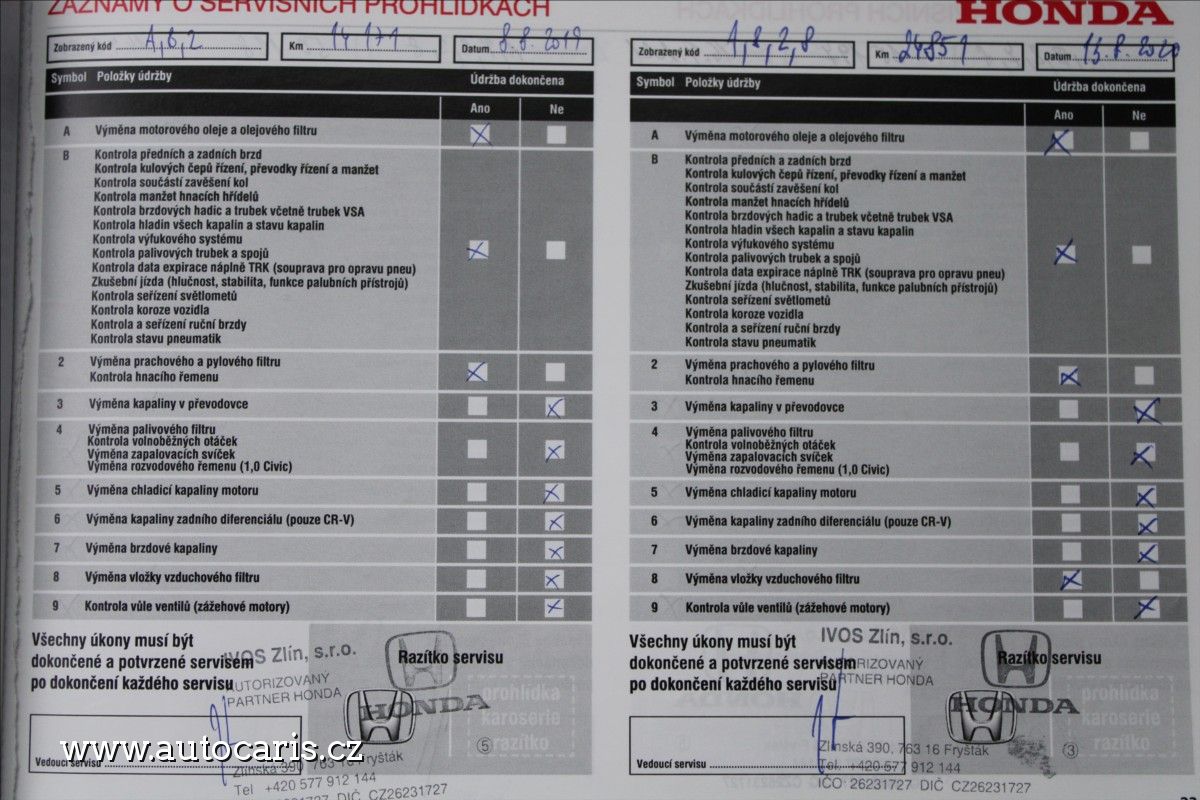 ZÁZNAMY O SERVISNÍCH PROHLÍDKÁCH
Zobrazený kód A, B, 2
Km 14 171
Datum 8.8.2019
Symbol Položky údržby Údržba dokončena
Ano Ne
A Výměna motorového oleje a olejového filtru
B Kontrola předních a zadních brzd
Kontrola kulových čepů řízení, převodky řízení a manžet
Kontrola součástí zavěšení kol
Kontrola manžet hnacích hřídelů
Kontrola brzdových hadic a trubek včetně trubek VSA
Kontrola hladin všech kapalin a stavu kapalin
Kontrola výfukového systému
Kontrola palivových trubek a spojů
Kontrola data expirace náplně TRK (souprava pro opravu pneu)
Zkušební jízda (hlučnost, stabilita, funkce palubních přístrojů)
Kontrola seřízení světlometů
Kontrola koroze vozidla
Kontrola a seřízení ruční brzdy
Kontrola stavu pneumatik
2 Výměna prachového a pylového filtru
Kontrola hnacího řemenu
3 Výměna kapaliny v převodovce
4 Výměna palivového filtru
Kontrola volnoběžných otáček
Výměna zapalovacích svíček
Výměna rozvodového řemenu (1,0 Civic)
5 Výměna chladicí kapaliny motoru
6 Výměna kapaliny zadního diferenciálu (pouze CR-V)
7 Výměna brzdové kapaliny
8 Výměna vložky vzduchového filtru
9 Kontrola vůle ventilů (zážehové motory)
Všechny úkony musí být
dokončené a potvrzené servisem
po dokončení každého servisu
Razítko servisu
IVOS Zlín, s.r.o.
AUTORIZOVANÝ
PARTNER HONDA
HONDA
prohlídka
karoserie
razítko
5
Vedoucí servisu
Zlínská 390, 763 16 Fryšták
Tel +420 577 912 144
DIČ CZ26231727
www.autocaris.cz
HONDA
Zobrazený kód
Km 24851
Datum 13.8.2020
Symbol Položky údržby Údržba dokončena
Ano Ne
A Výměna motorového oleje a olejového filtru
B Kontrola předních a zadních brzd
Kontrola kulových čepů řízení, převodky řízení a manžet
Kontrola součástí zavěšení kol
Kontrola manžet hnacích hřídelů
Kontrola brzdových hadic a trubek včetně trubek VSA
Kontrola hladin všech kapalin a stavu kapalin
Kontrola výfukového systému
Kontrola palivových trubek a spojů
Kontrola data expirace náplně TRK (souprava pro opravu pneu)
Zkušební jízda (hlučnost, stabilita, funkce palubních přístrojů)
Kontrola seřízení světlometů
Kontrola koroze vozidla
Kontrola a seřízení ruční brzdy
Kontrola stavu pneumatik
2 Výměna prachového a pylového filtru
Kontrola hnacího řemenu
3 Výměna kapaliny v převodovce
4 Výměna palivového filtru
Kontrola volnoběžných otáček
Výměna zapalovacích svíček
Výměna rozvodového řemenu (1,0 Civic)
5 Výměna chladicí kapaliny motoru
6 Výměna kapaliny zadního diferenciálu (pouze CR-V)
7 Výměna brzdové kapaliny
8 Výměna vložky vzduchového filtru
9 Kontrola vůle ventilů (zážehové motory)
Všechny úkony musí být
dokončené a potvrzené servisem
po dokončení každého servisu
Razítko servisu
IVOS Zlín, s.r.o.
AUTORIZOVANÝ
PARTNER HONDA
HONDA
prohlídka
karoserie
razítko
3
Vedoucí servisu
Zlínská 390, 763 16 Fryšták
Tel. +420 577 912 144
IČO 26231727 DIČ CZ26231727